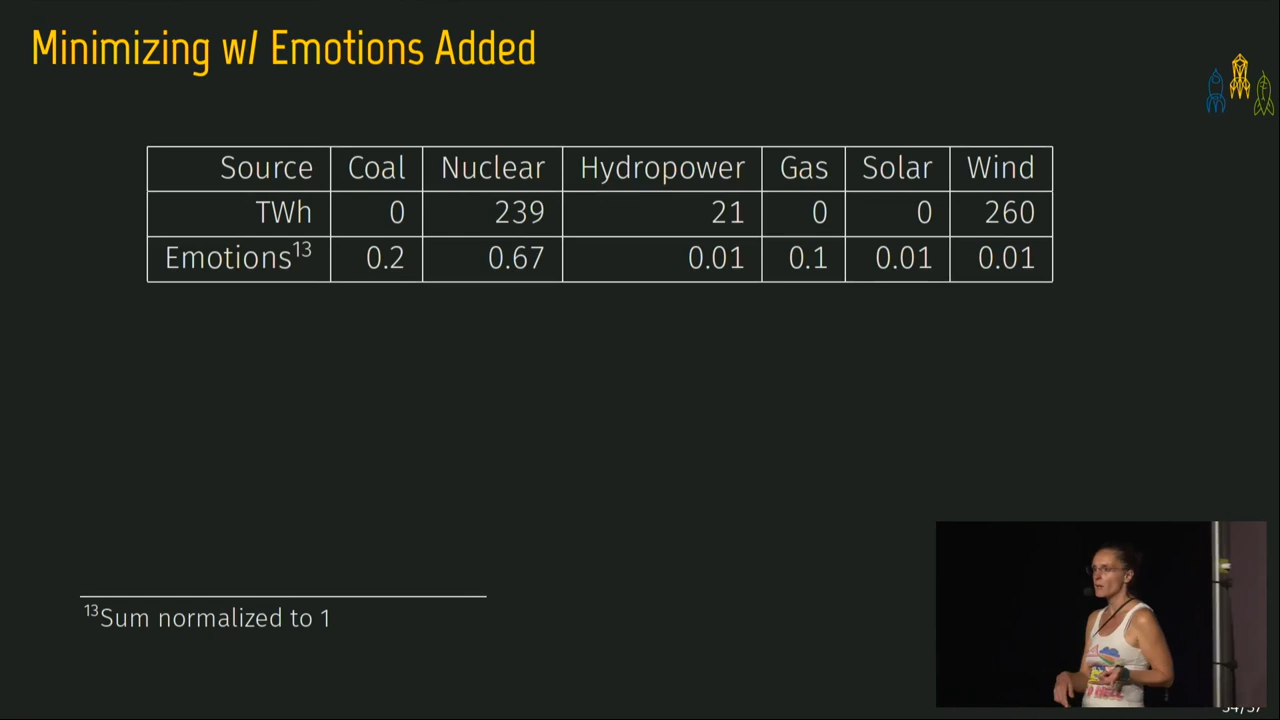 Minimizing w/ Emotions Added
Source Coal Nuclear Hydropower Gas Solar Wind
TWh 0 239 21 0 0 260
Emotions13 0.2 0.67 0.01 0.1 0.01 0.01
13Sum normalized to 1